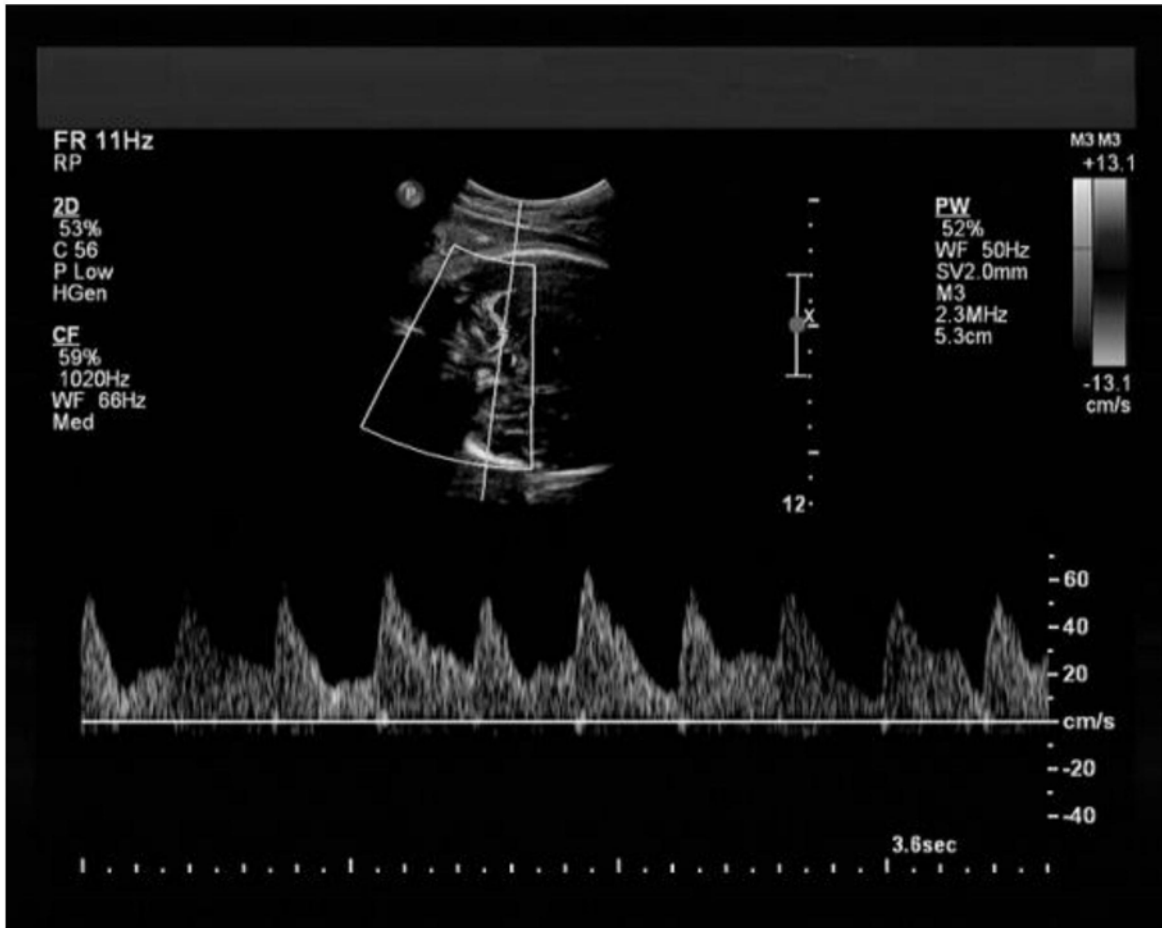 FR 11Hz
RP
2D
53%
C 56
P Low
HGen
CF
59%
1020Hz
WF 66Hz
Med
P
X
12
M3 M3
+13.1
-13.1
cm/s
PW
52%
WF 50Hz
SV2.0mm
M3
2.3MHz
5.3cm
60
40
20
cm/s
-20
-40
3.6sec